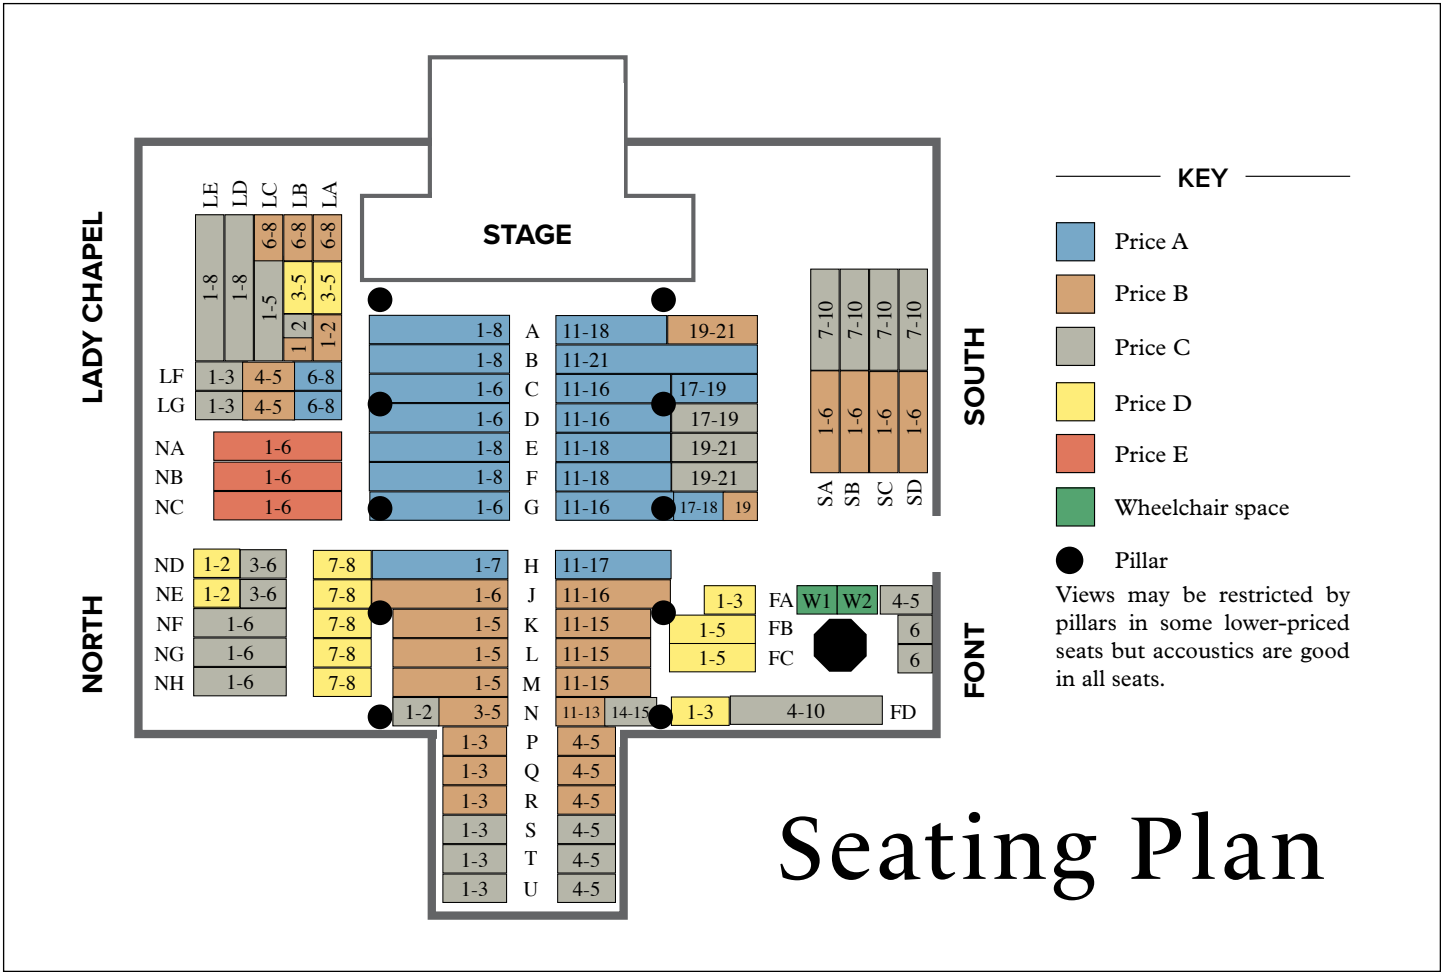 STAGE
LADY CHAPEL
LE LD LC LB LA
1-8 1-8 6-8 6-8 6-8
1-5 3-5 3-5
2 1-2
1
LF 1-3 4-5 6-8
LG 1-3 4-5 6-8
NA 1-6
NB 1-6
NC 1-6
1-8 A 11-18 19-21
1-8 B 11-21
1-6 C 11-16 17-19
1-6 D 11-16 17-19
1-8 E 11-18 19-21
1-8 F 11-18 19-21
1-6 G 11-16 17-18 19
7-10 7-10 7-10 7-10
1-6 1-6 1-6 1-6
SA SB SC SD
SOUTH
NORTH
ND 1-2 3-6 7-8 1-7 H 11-17
NE 1-2 3-6 7-8 1-6 J 11-16
NF 1-6 7-8 1-5 K 11-15
NG 1-6 7-8 1-5 L 11-15
NH 1-6 7-8 1-5 M 11-15
1-2 3-5 N 11-13 14-15
1-3 P 4-5
1-3 Q 4-5
1-3 R 4-5
1-3 S 4-5
1-3 T 4-5
1-3 U 4-5
1-3 FA W1 W2 4-5
1-5 FB 6
1-5 FC 6
1-3 4-10 FD
FONT
KEY
Price A
Price B
Price C
Price D
Price E
Wheelchair space
Pillar
Views may be restricted by
pillars in some lower-priced
seats but accoustics are good
in all seats.
Seating Plan